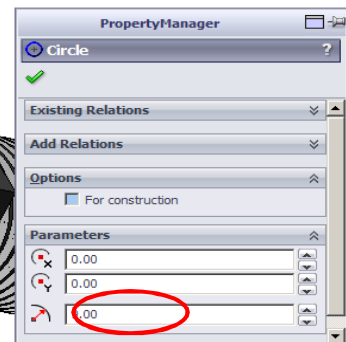 PropertyManager
Circle ?
Existing Relations
Add Relations
Options
For construction
Parameters
X 0.00
Y 0.00